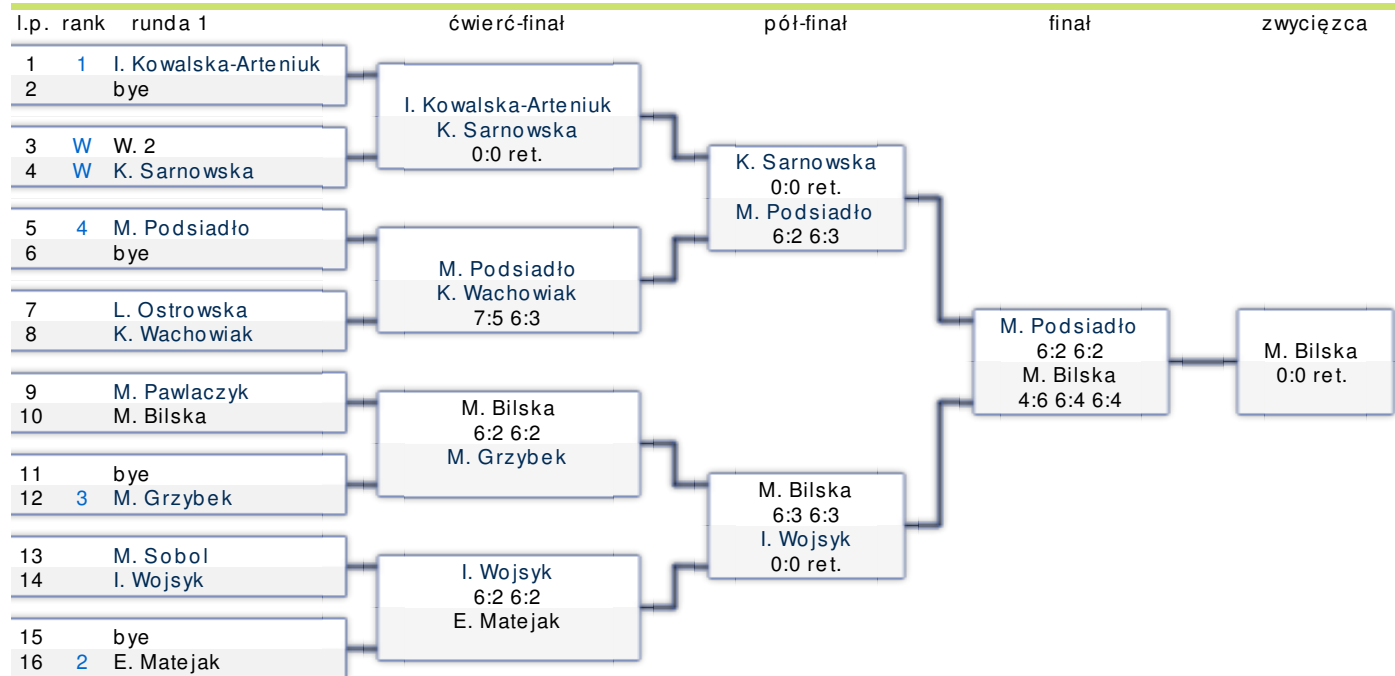 l.p. rank runda 1 ćwierć-finał pół-finał finał zwycięzca
1 1 I. Kowalska-Arteniuk
2 bye
3 W W. 2
4 W K. Sarnowska
5 4 M. Podsiadło
6 bye
7 L. Ostrowska
8 K. Wachowiak
9 M. Pawlaczyk
10 M. Bilska
11 bye
12 3 M. Grzybek
13 M. Sobol
14 I. Wojsyk
15 bye
16 2 E. Matejak
I. Kowalska-Arteniuk
K. Sarnowska
0:0 ret.
M. Podsiadło
K. Wachowiak
7:5 6:3
M. Bilska
6:2 6:2
M. Grzybek
I. Wojsyk
6:2 6:2
E. Matejak
K. Sarnowska
0:0 ret.
M. Podsiadło
6:2 6:3
M. Bilska
6:3 6:3
I. Wojsyk
0:0 ret.
M. Podsiadło
6:2 6:2
M. Bilska
4:6 6:4 6:4
M. Bilska
0:0 ret.